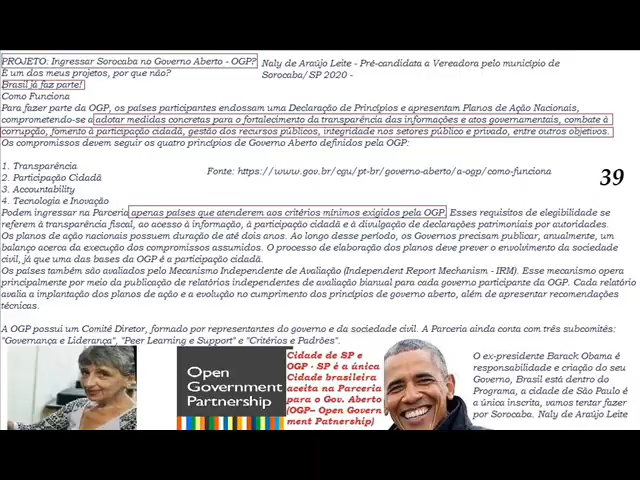 PROJETO: Ingressar Sorocaba no Governo Aberto - OGP?
E um dos meus projetos, por que não?
Brasil já faz parte!
Naly de Araújo Leite - Pré-candidata a Vereadora pelo município de
Sorocaba/ SP 2020 -
Como Funciona
Para fazer parte da OGP, os países participantes endossam uma Declaração de Princípios e apresentam Planos de Ação Nacionais,
comprometendo-se a adotar medidas concretas para o fortalecimento da transparência das informações e atos governamentais, combate à
corrupção, fomento à participação cidadã, gestão dos recursos públicos, integridade nos setores público e privado, entre outros objetivos.
Os compromissos devem seguir os quatro princípios de Governo Aberto definidos pela OGP:
1. Transparência
2. Participação Cidadã
3. Accountability
4. Tecnologia e Inovação
Fonte: https://www.gov.br/cgu/pt-br/governo-aberto/a-ogp/como-funciona
39
Podem ingressar na Parceria apenas países que atenderem aos critérios mínimos exigidos pela OGP. Esses requisitos de elegibilidade se
referem à transparência fiscal, ao acesso à informação, à participação cidadã e à divulgação de declarações patrimoniais por autoridades.
Os planos de ação nacionais possuem duração de até dois anos. Ao longo desse período, os Governos precisam publicar, anualmente, um
balanço acerca da execução dos compromissos assumidos. O processo de elaboração dos planos deve prever o envolvimento da sociedade
civil, já que uma das bases da OGP é a participação cidadã.
Os países também são avaliados pelo Mecanismo Independente de Avaliação (Independent Report Mechanism - IRM). Esse mecanismo opera
principalmente por meio da publicação de relatórios independentes de avaliação bianual para cada governo participante da OGP. Cada relatório
avalia a implantação dos planos de ação e a evolução no cumprimento dos princípios de governo aberto, além de apresentar recomendações
técnicas.
A OGP possui um Comitê Diretor, formado por representantes do governo e da sociedade civil. A Parceria ainda conta com três subcomitês:
"Governança e Liderança", "Peer Learning e Support" e "Critérios e Padrões".
Open
Government
Partnership
Cidade de SP e
OGP - SP é a única
Cidade brasileira
aceita na Parceria
para o Gov. Aberto
(OGP– Open Govern
ment Patnership)
O ex-presidente Barack Obama é
responsabilidade e criação do seu
Governo, Brasil está dentro do
Programa, a cidade de São Paulo é
a única inscrita, vamos tentar fazer
por Sorocaba. Naly de Araújo Leite